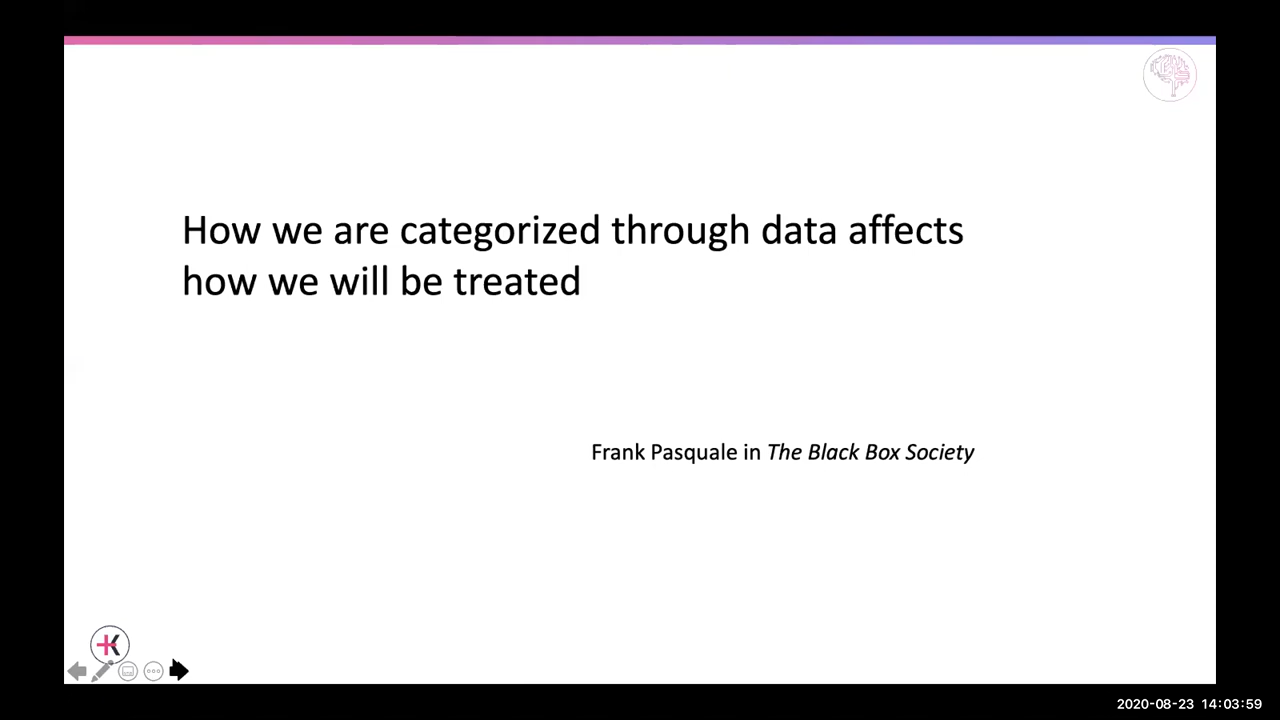 How we are categorized through data affects
how we will be treated
Frank Pasquale in The Black Box Society
K
2020-08-23 14:03:59